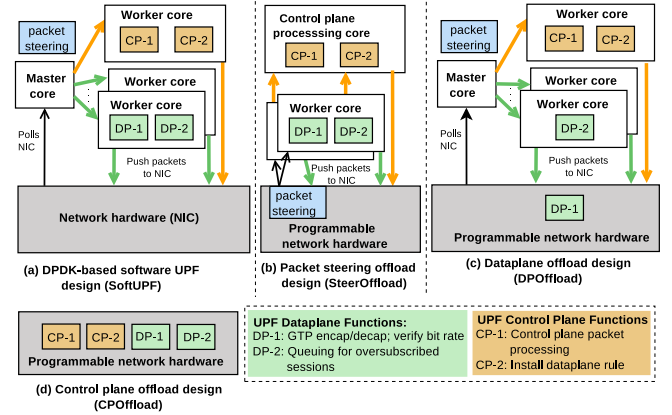 packet
steering
Worker core
CP-1
CP-2
Master
core
Worker core
Worker core
DP-1
DP-2
Polls
NIC
Push packets
to NIC
Network hardware (NIC)
(a) DPDK-based software UPF
design (SoftUPF)
Control plane
processsing core
CP-1
CP-2
Worker core
DP-1
DP-2
Push packets
to NIC
packet
steering
Programmable
network hardware
(b) Packet steering offload
design (SteerOffload)
packet
steering
Worker core
CP-1
CP-2
Master
core
Worker core
Worker core
DP-2
Polls
NIC
Push packets
to NIC
DP-1
Programmable network hardware
(c) Dataplane offload design
(DPOffload)
CP-1
CP-2
DP-1
DP-2
Programmable network hardware
(d) Control plane offload design
(CPOffload)
UPF Dataplane Functions:
DP-1: GTP encap/decap; verify bit rate
DP-2: Queuing for oversubscribed
sessions
UPF Control Plane Functions
CP-1: Control plane packet
processing
CP-2: Install dataplane rule